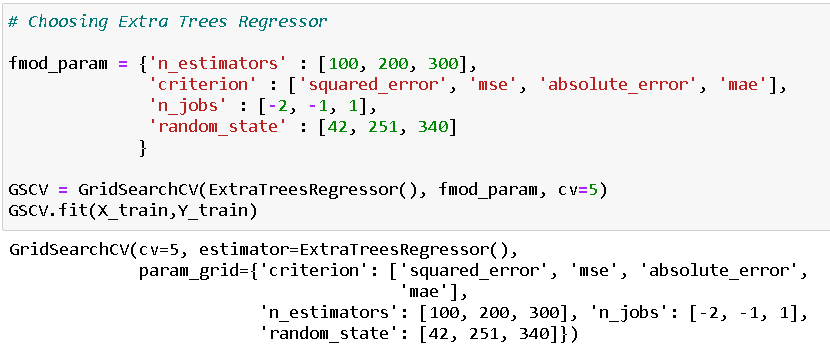 # Choosing Extra Trees Regressor
fmod_param = {'n_estimators' : [100, 200, 300],
'criterion' : ['squared_error', 'mse', 'absolute_error', 'mae'],
'n_jobs' : [-2, -1, 1],
'random_state' : [42, 251, 340]
}
GSCV = GridSearchCV(ExtraTreesRegressor(), fmod_param, cv=5)
GSCV.fit(X_train,Y_train)
GridSearchCV(cv=5, estimator=ExtraTreesRegressor(),
param_grid={'criterion': ['squared_error', 'mse', 'absolute_error',
'mae'],
'n_estimators': [100, 200, 300], 'n_jobs': [-2, -1, 1],
'random_state': [42, 251, 340]})